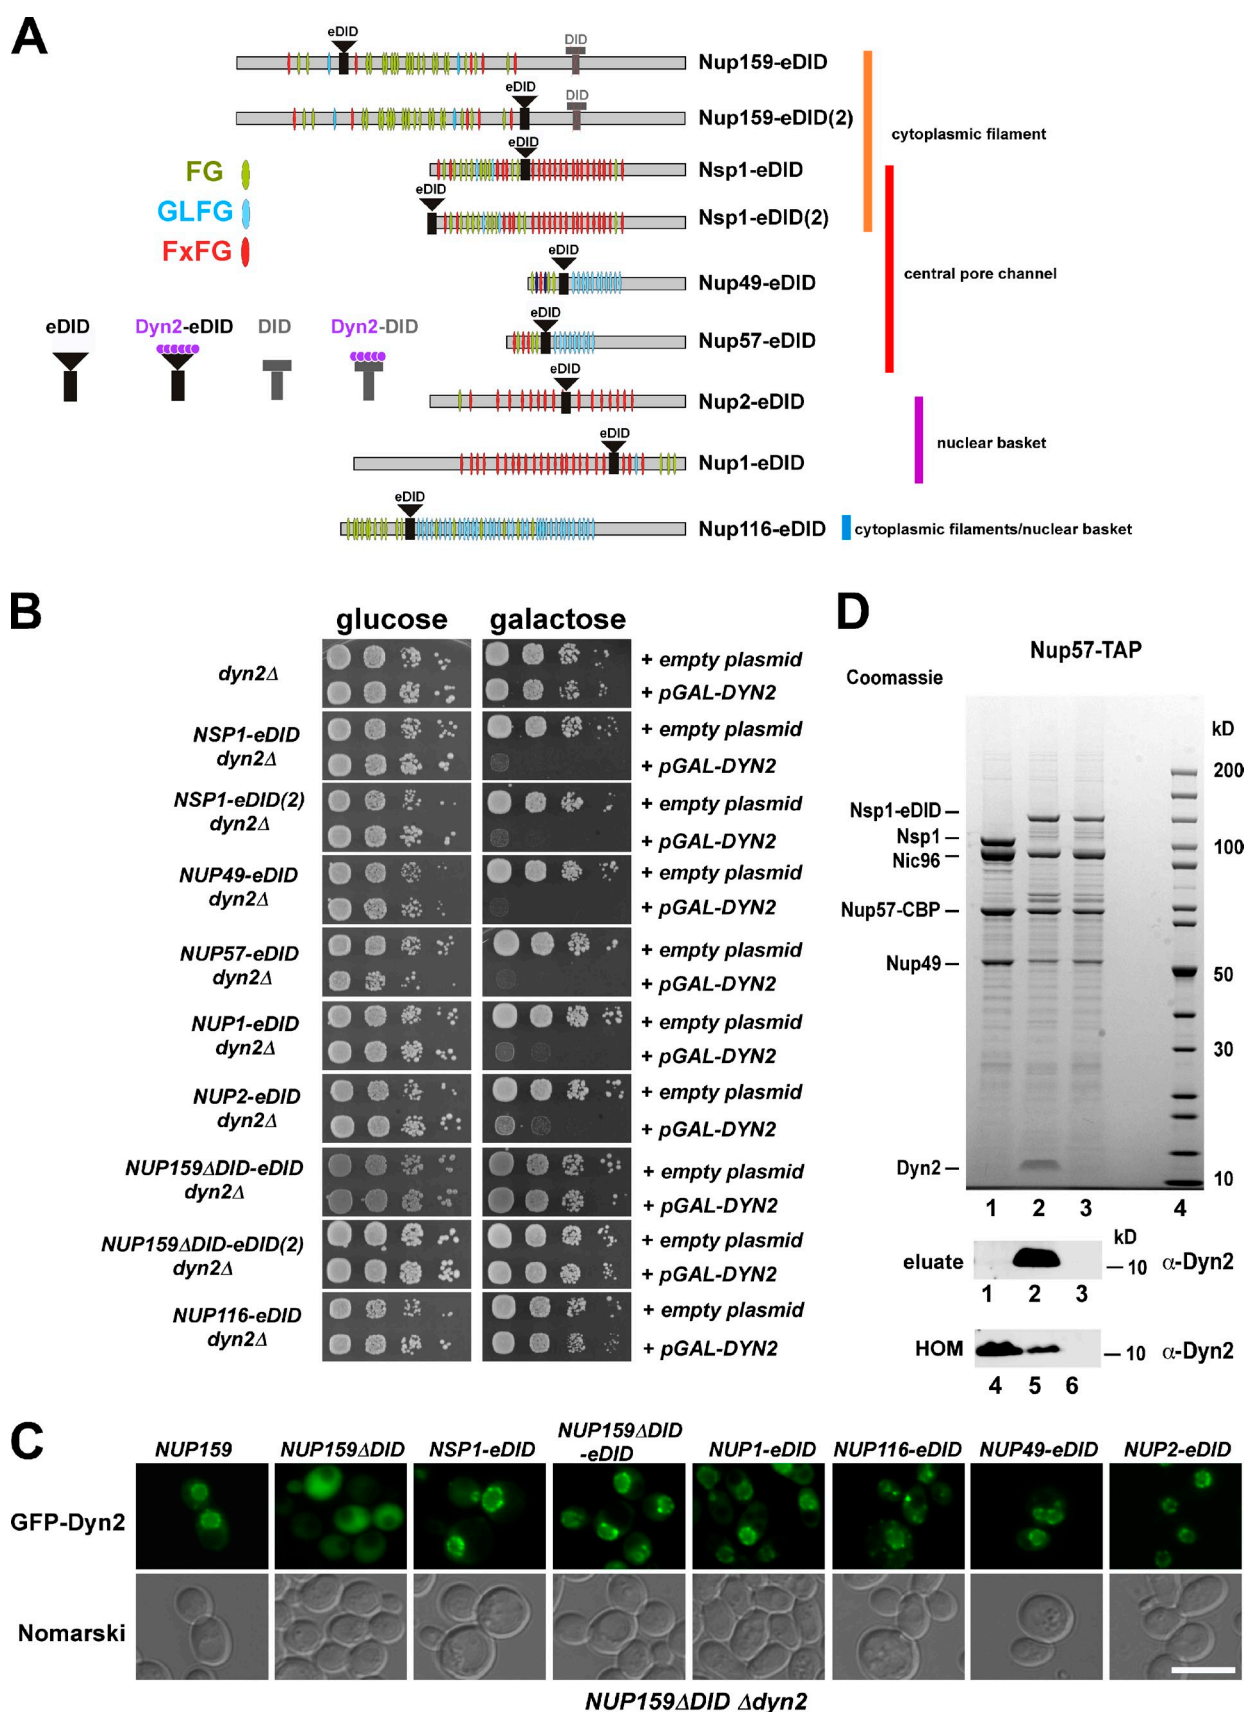 A
eDID
DID
Nup159-eDID
eDID
DID
Nup159-eDID(2)
cytoplasmic filament
eDID
Nsp1-eDID
FG
eDID
GLFG
Nsp1-eDID(2)
FxFG
eDID
central pore channel
Nup49-eDID
eDID
Dyn2-eDID
DID
Dyn2-DID
eDID
Nup57-eDID
eDID
Nup2-eDID
nuclear basket
eDID
Nup1-eDID
eDID
Nup116-eDID
cytoplasmic filaments/nuclear basket
B
glucose
galactose
dyn2Δ
+ empty plasmid
+ pGAL-DYN2
NSP1-eDID
dyn2Δ
+ empty plasmid
+ pGAL-DYN2
NSP1-eDID(2)
dyn2Δ
+ empty plasmid
+ pGAL-DYN2
NUP49-eDID
dyn2Δ
+ empty plasmid
+ pGAL-DYN2
NUP57-eDID
dyn2Δ
+ empty plasmid
+ pGAL-DYN2
NUP1-eDID
dyn2Δ
+ empty plasmid
+ pGAL-DYN2
NUP2-eDID
dyn2Δ
+ empty plasmid
+ pGAL-DYN2
NUP159ΔDID-eDID
dyn2Δ
+ empty plasmid
+ pGAL-DYN2
NUP159ΔDID-eDID(2)
dyn2Δ
+ empty plasmid
+ pGAL-DYN2
NUP116-eDID
dyn2Δ
+ empty plasmid
+ pGAL-DYN2
D
Nup57-TAP
Coomassie
kD
200
Nsp1-eDID
Nsp1
100
Nic96
Nup57-CBP
Nup49
50
30
Dyn2
10
1 2 3 4
kD
eluate
10 α-Dyn2
1 2 3
HOM
10 α-Dyn2
4 5 6
C
NUP159
NUP159ΔDID
NSP1-eDID
NUP159ΔDID
-eDID
NUP1-eDID
NUP116-eDID
NUP49-eDID
NUP2-eDID
GFP-Dyn2
Nomarski
NUP159ΔDID Δdyn2